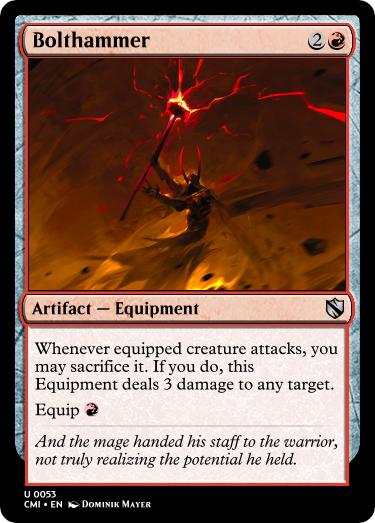 Bolthammer 2
Artifact — Equipment
Whenever equipped creature attacks, you
may sacrifice it. If you do, this
Equipment deals 3 damage to any target.
Equip
And the mage handed his staff to the warrior,
not truly realizing the potential he held.
U 0053
CMI • EN Dominik Mayer